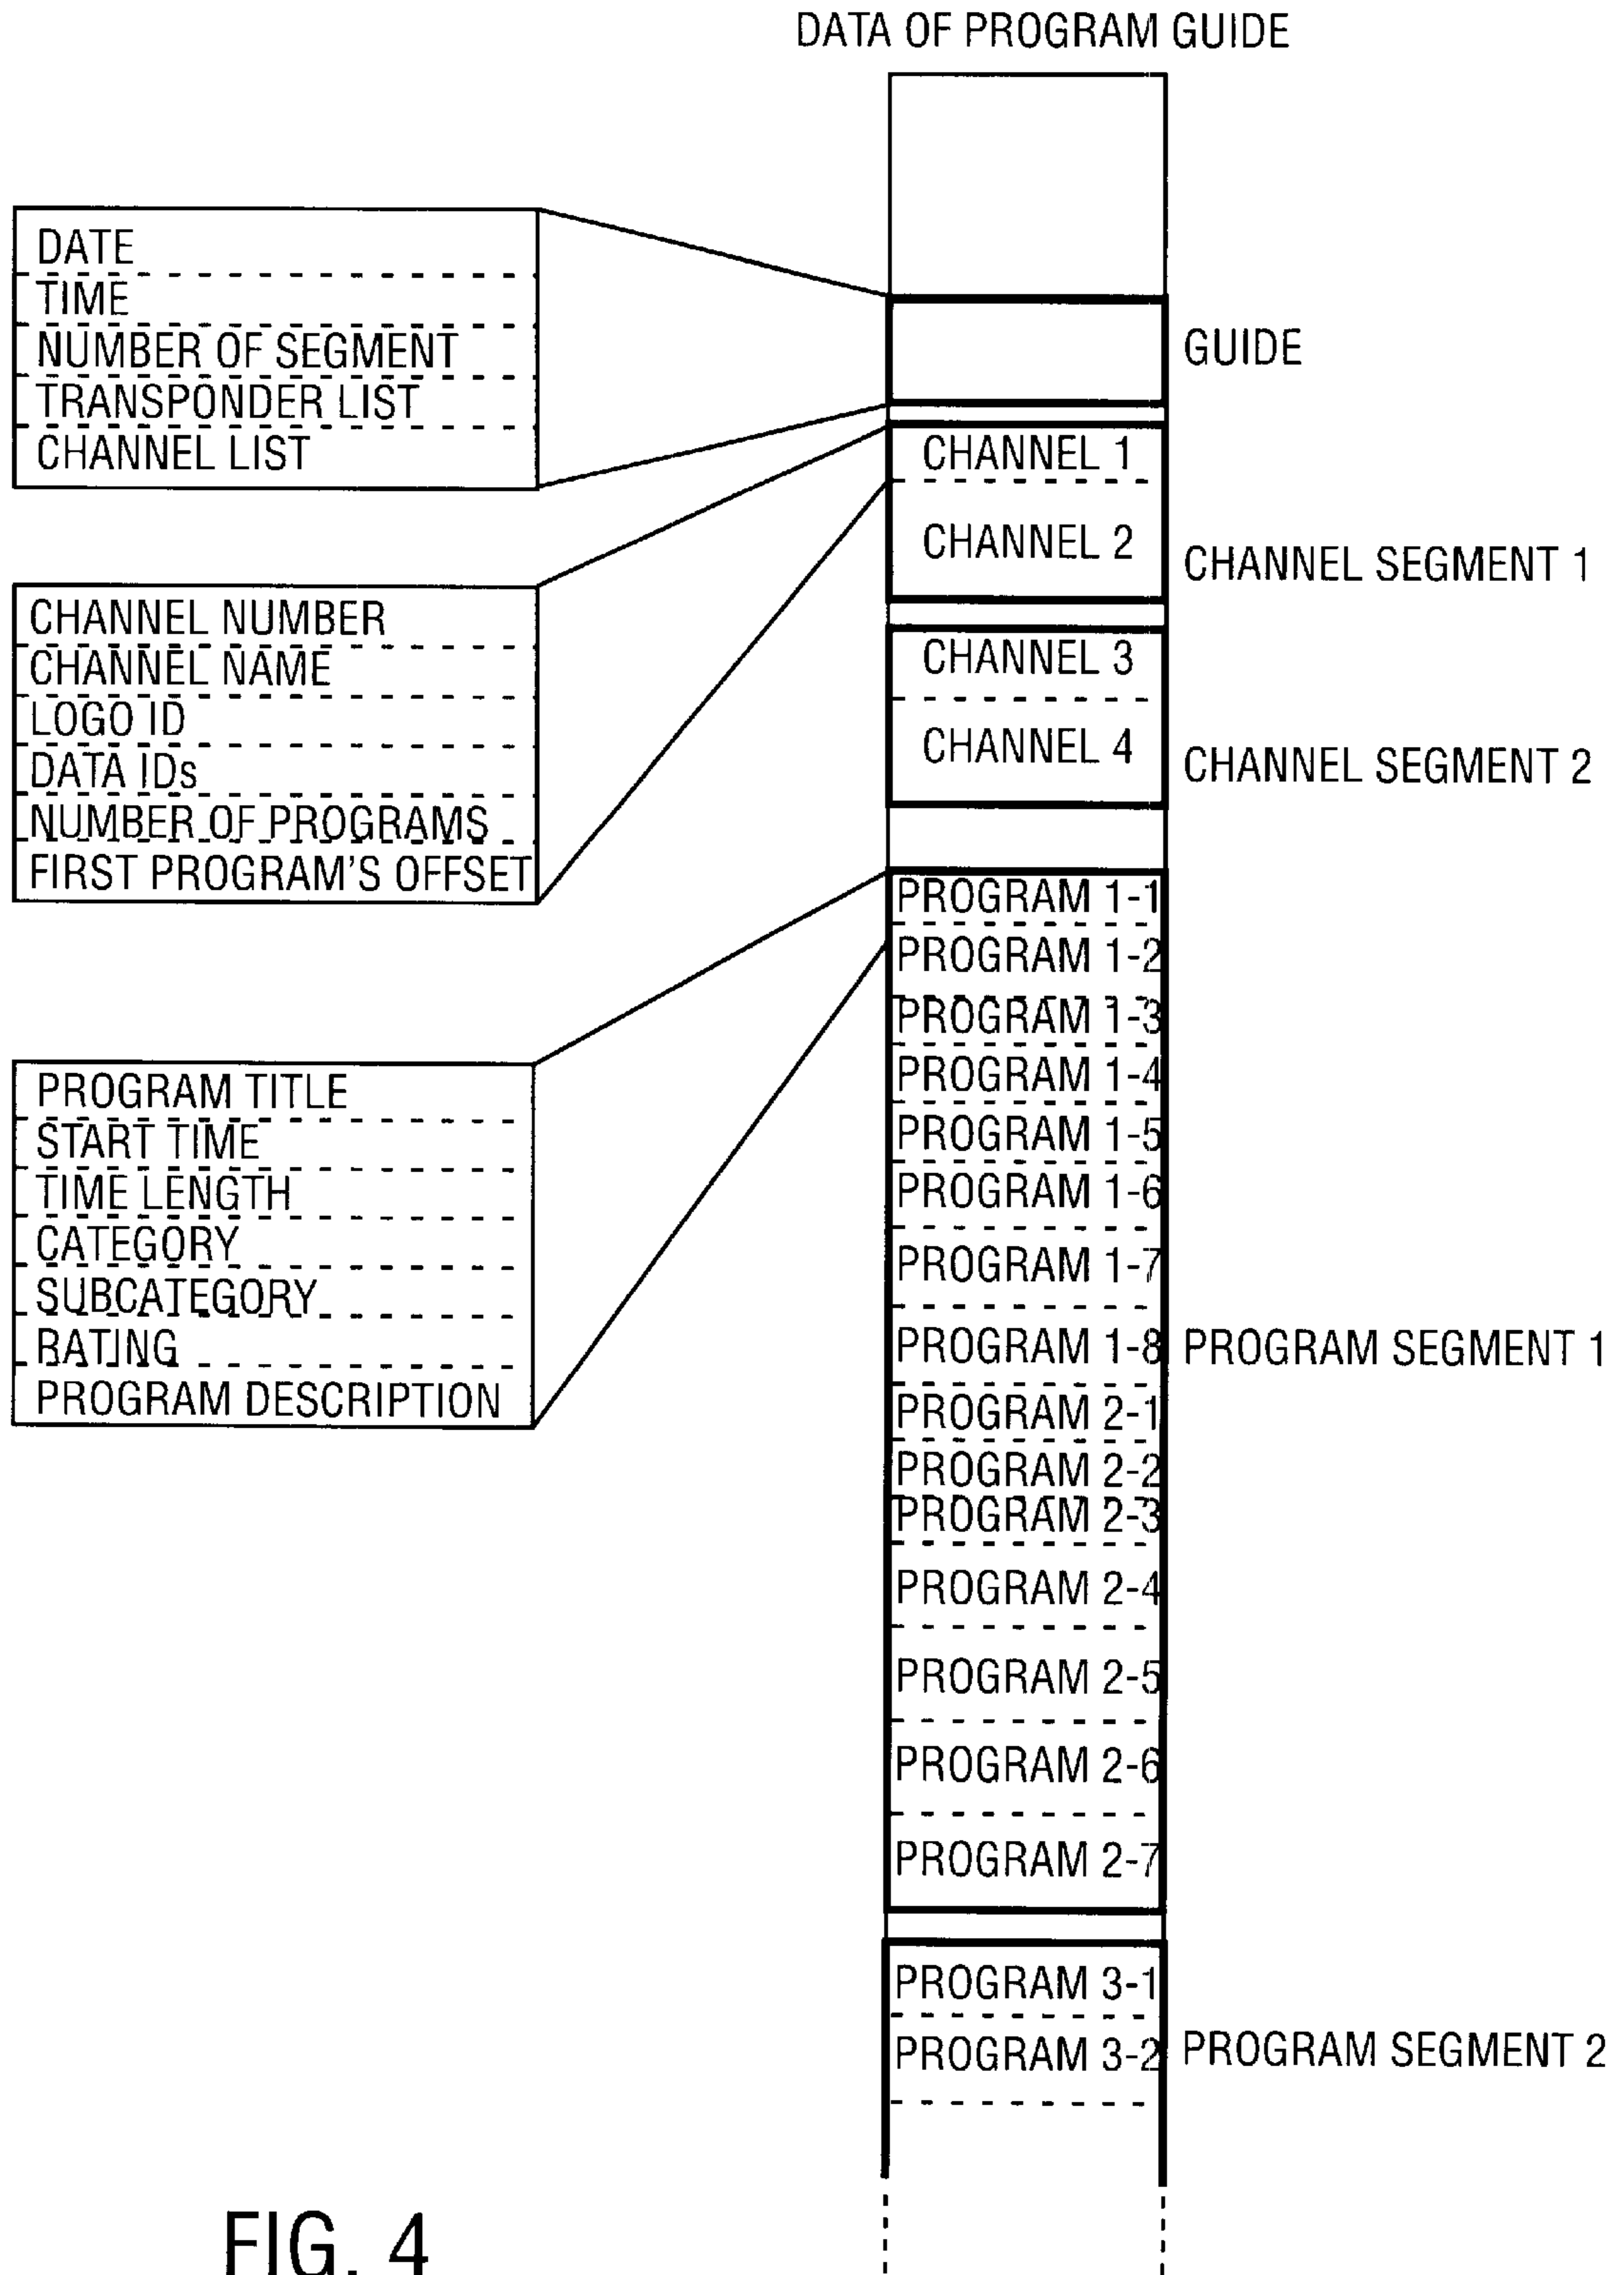 DATA OF PROGRAM GUIDE
DATE
TIME
NUMBER OF SEGMENT
TRANSPONDER LIST
CHANNEL LIST
GUIDE
CHANNEL 1
CHANNEL 2
CHANNEL SEGMENT 1
CHANNEL NUMBER
CHANNEL NAME
LOGO ID
DATA IDs
NUMBER OF PROGRAMS
FIRST PROGRAM'S OFFSET
CHANNEL 3
CHANNEL 4
CHANNEL SEGMENT 2
PROGRAM TITLE
START TIME
TIME LENGTH
CATEGORY
SUBCATEGORY
RATING
PROGRAM DESCRIPTION
PROGRAM 1-1
PROGRAM 1-2
PROGRAM 1-3
PROGRAM 1-4
PROGRAM 1-5
PROGRAM 1-6
PROGRAM 1-7
PROGRAM 1-8
PROGRAM SEGMENT 1
PROGRAM 2-1
PROGRAM 2-2
PROGRAM 2-3
PROGRAM 2-4
PROGRAM 2-5
PROGRAM 2-6
PROGRAM 2-7
PROGRAM 3-1
PROGRAM 3-2
PROGRAM SEGMENT 2
FIG. 4